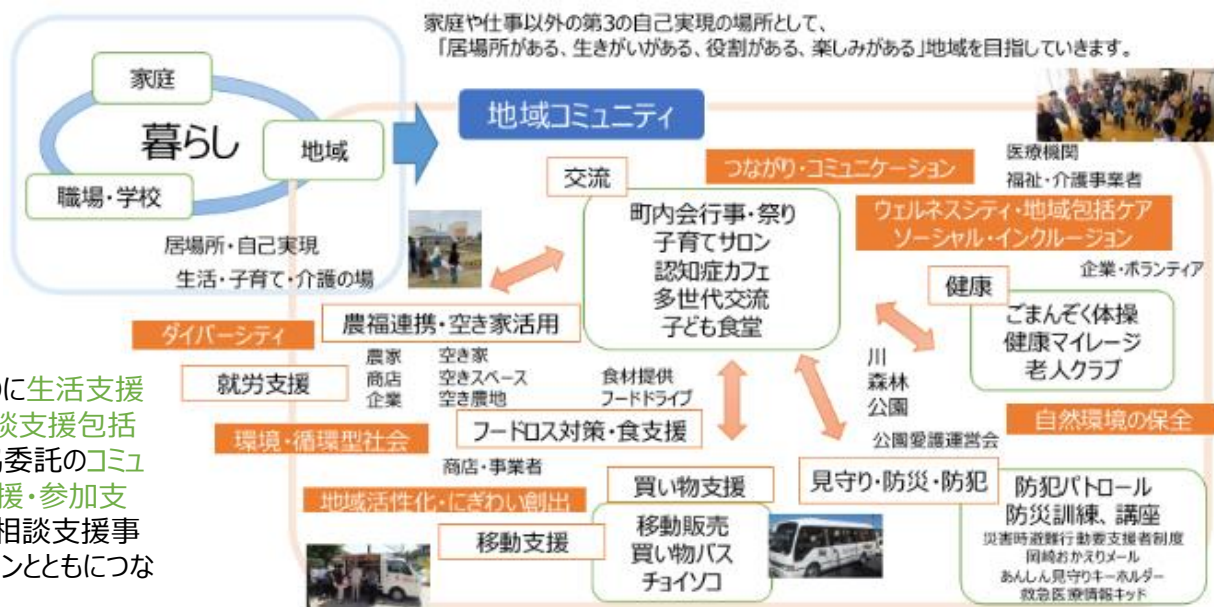 家庭や仕事以外の第3の自己実現の場所として、
「居場所がある、生きがいがある、役割がある、楽しみがある」地域を目指していきます。
家庭
暮らし
地域
職場・学校
居場所・自己実現
生活・子育て・介護の場
地域コミュニティ
つながり・コミュニケーション
医療機関
福祉・介護事業者
交流
町内会行事・祭り
子育てサロン
認知症カフェ
多世代交流
子ども食堂
ウェルネスシティ・地域包括ケア
ソーシャル・インクルージョン
企業・ボランティア
健康
ごまんぞく体操
健康マイレージ
老人クラブ
ダイバーシティ
農福連携・空き家活用
就労支援
農家
商店
企業
空き家
空きスペース
空き農地
食材提供
フードドライブ
川
森林
公園
自然環境の保全
公園愛護運営会
環境・循環型社会
フードロス対策・食支援
商店・事業者
地域活性化・にぎわい創出
買い物支援
移動支援
移動販売
買い物バス
チョイソコ
見守り・防災・防犯
防犯パトロール
防災訓練、講座
災害時避難行動要支援者制度
岡崎おかえりメール
あんしん見守りキーホルダー
救急医療情報キッド
に生活支援
談支援包括
委託のコミュ
援・参加支
相談支援事
ンとともにつな